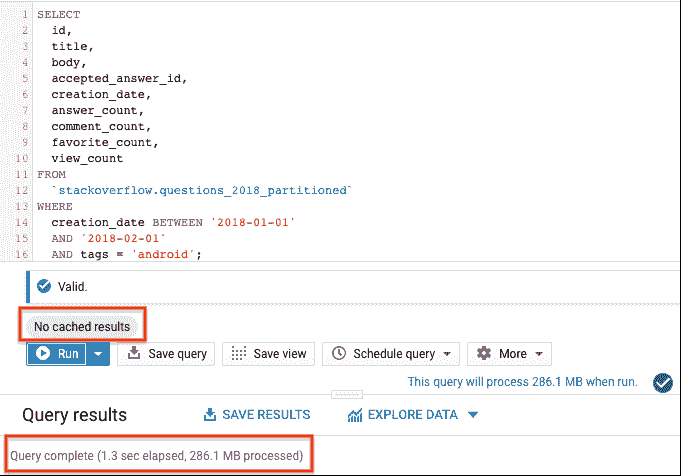 1 SELECT
2 id,
3 title,
4 body,
5 accepted_answer_id,
6 creation_date,
7 answer_count,
8 comment_count,
9 favorite_count,
10 view_count
11 FROM
12 `stackoverflow.questions_2018_partitioned`
13 WHERE
14 creation_date BETWEEN '2018-01-01'
15 AND '2018-02-01'
16 AND tags = 'android';
Valid.
No cached results
Run Save query Save view Schedule query More
This query will process 286.1 MB when run.
Query results SAVE RESULTS EXPLORE DATA
Query complete (1.3 sec elapsed, 286.1 MB processed)